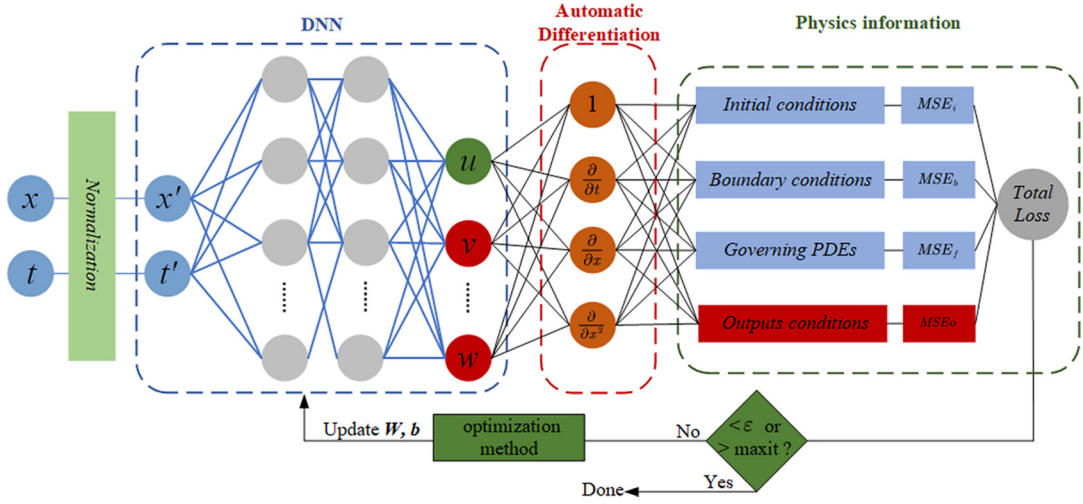 DNN
Automatic
Differentiation
Physics information
x
t
Normalization
x'
t'
u
v
w
......
......
......
......
1
∂/∂t
∂/∂x
∂/∂x²
Initial conditions
MSE_i
Boundary conditions
MSE_b
Governing PDEs
MSE_f
Outputs conditions
MSEo
Total
Loss
Update W, b
optimization
method
No
<ε or
> maxit ?
Yes
Done